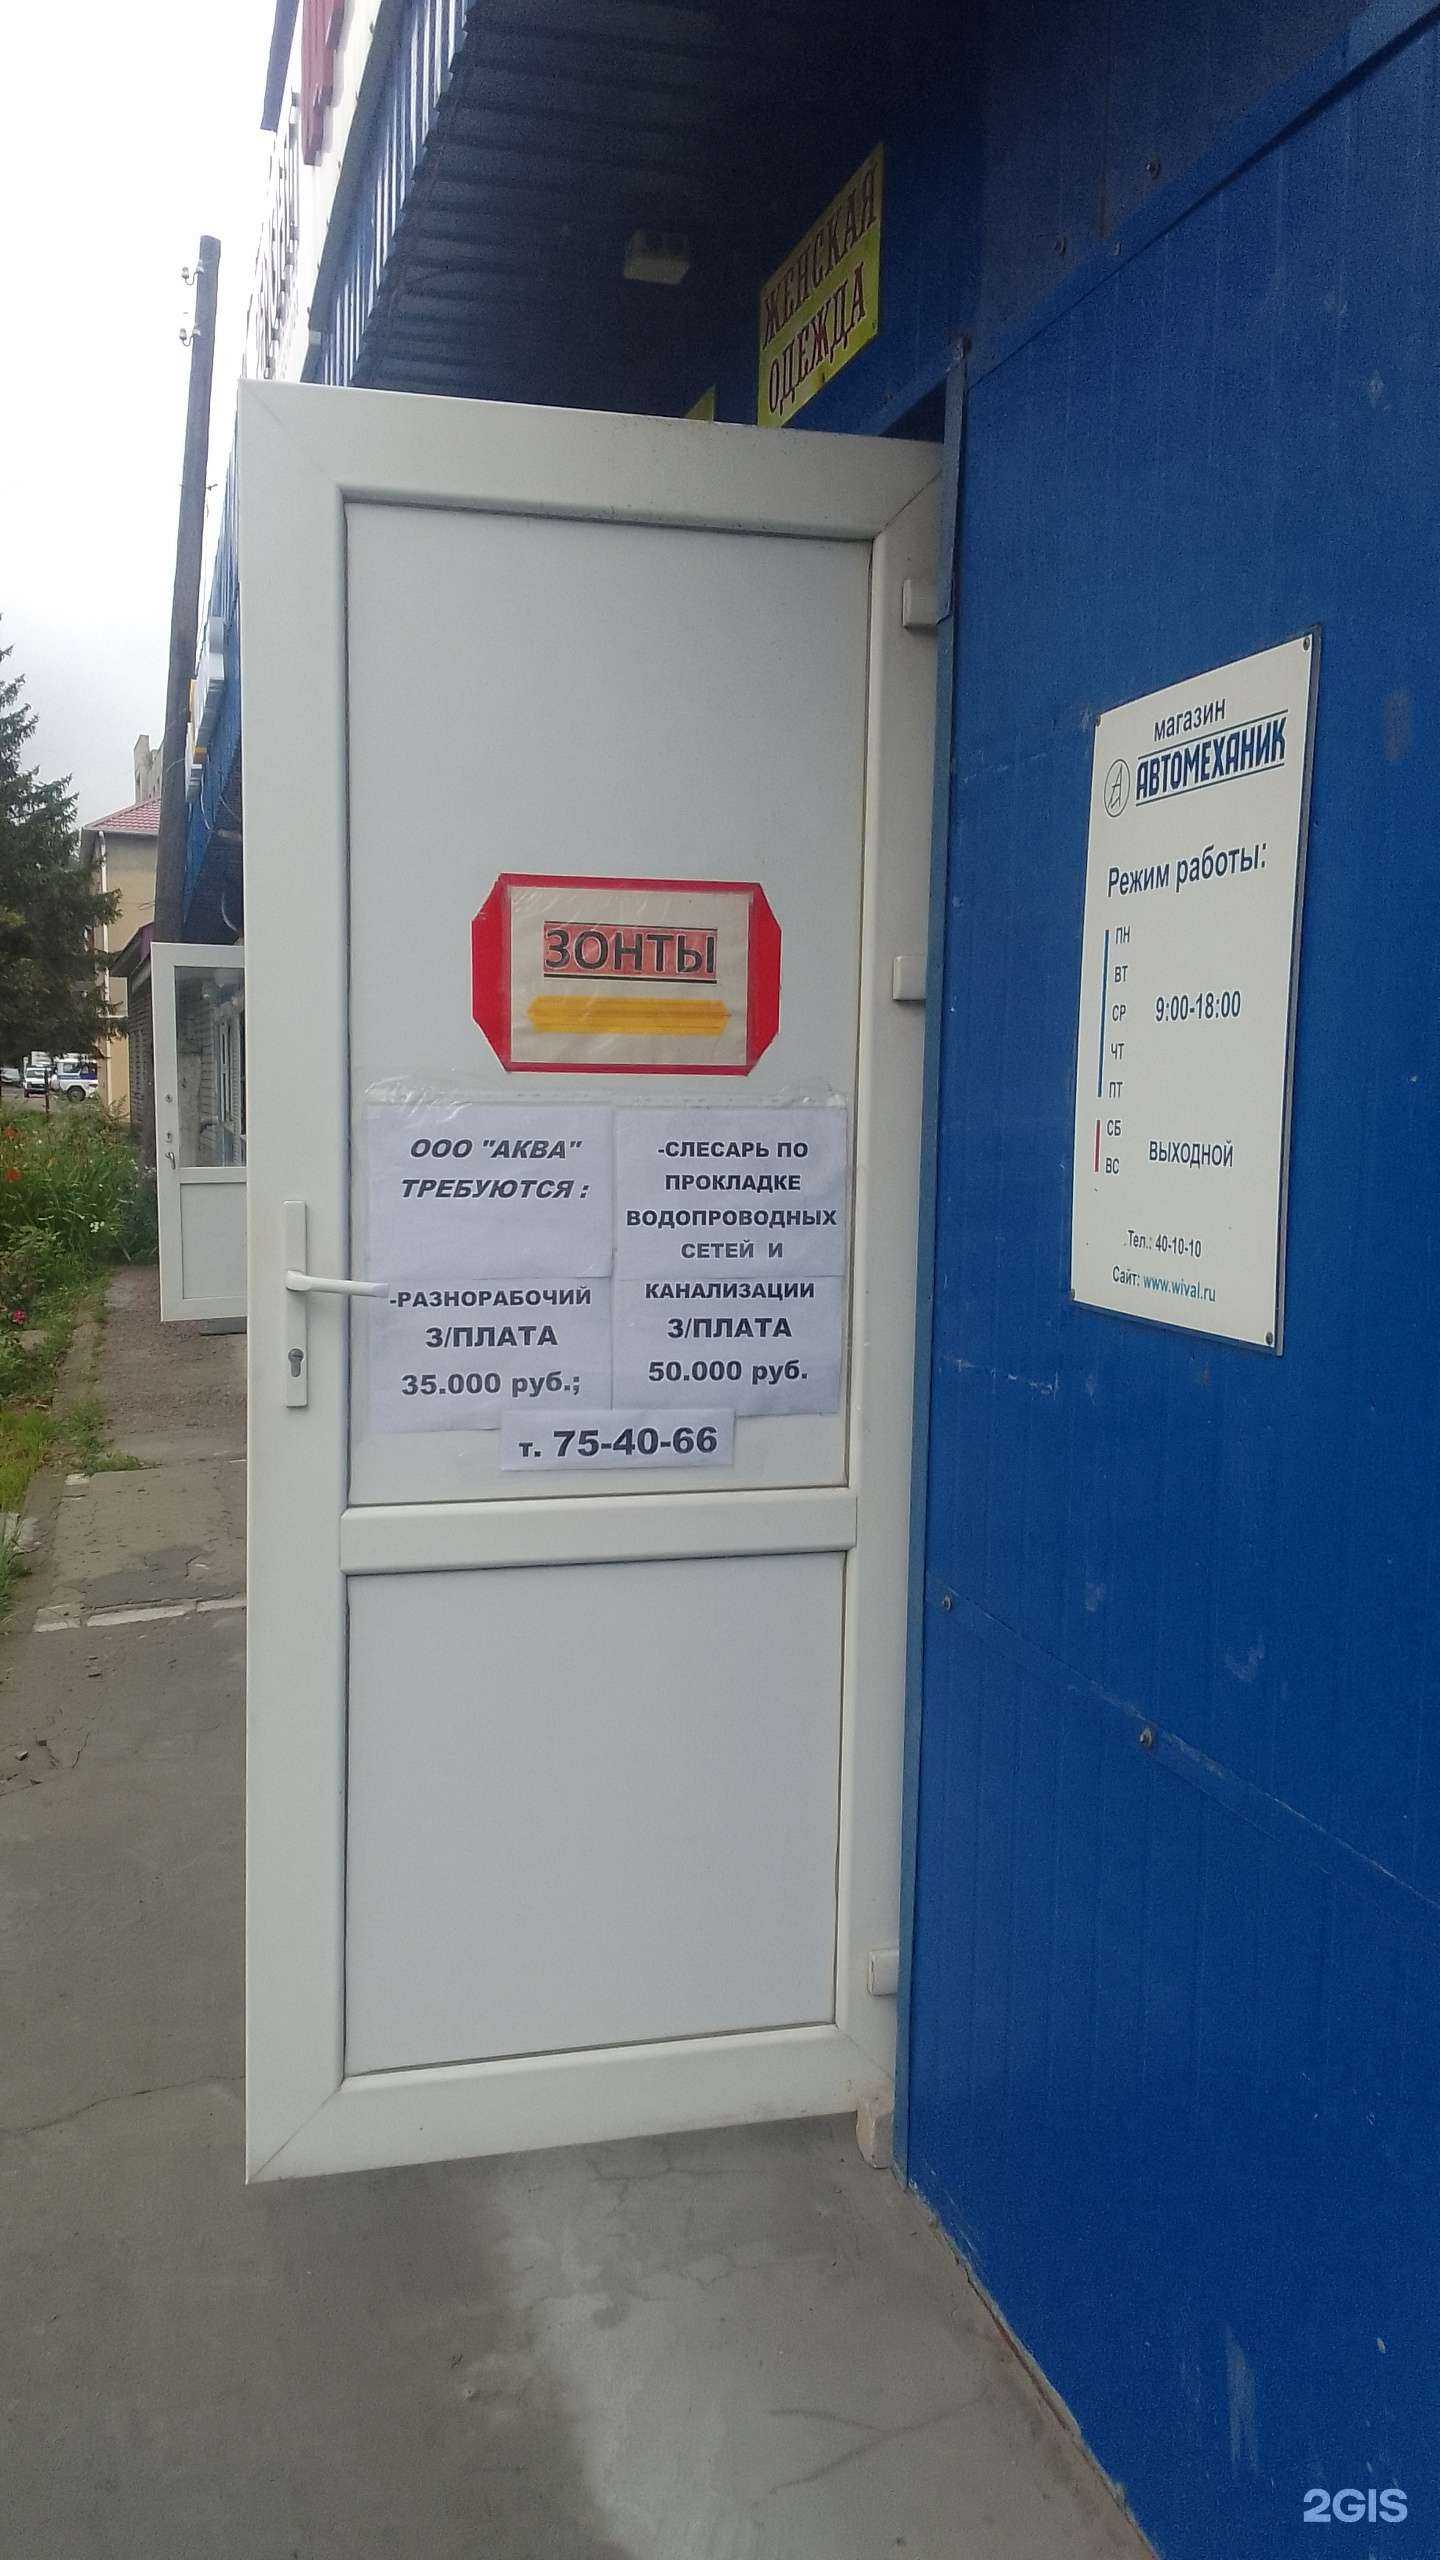 ЖЕНСКАЯ
ОДЕЖДА
ЗОНТЫ
ООО "АКВА"
ТРЕБУЮТСЯ :
-РАЗНОРАБОЧИЙ
З/ПЛАТА
35.000 руб.;
-СЛЕСАРЬ ПО
ПРОКЛАДКЕ
ВОДОПРОВОДНЫХ
СЕТЕЙ И
КАНАЛИЗАЦИИ
З/ПЛАТА
50.000 руб.
т. 75-40-66
магазин
АВТОМЕХАНИК
Режим работы:
ПН
ВТ
СР 9:00-18:00
ЧТ
ПТ
СБ
ВС ВЫХОДНОЙ
Тел.: 40-10-10
Сайт: www.wival.ru
2GIS